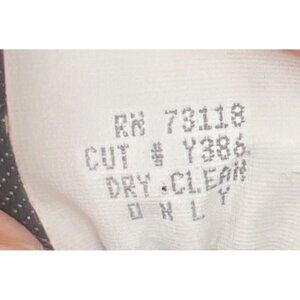 RN 73118
CUT # Y386
DRY.CLEAN
ONLY